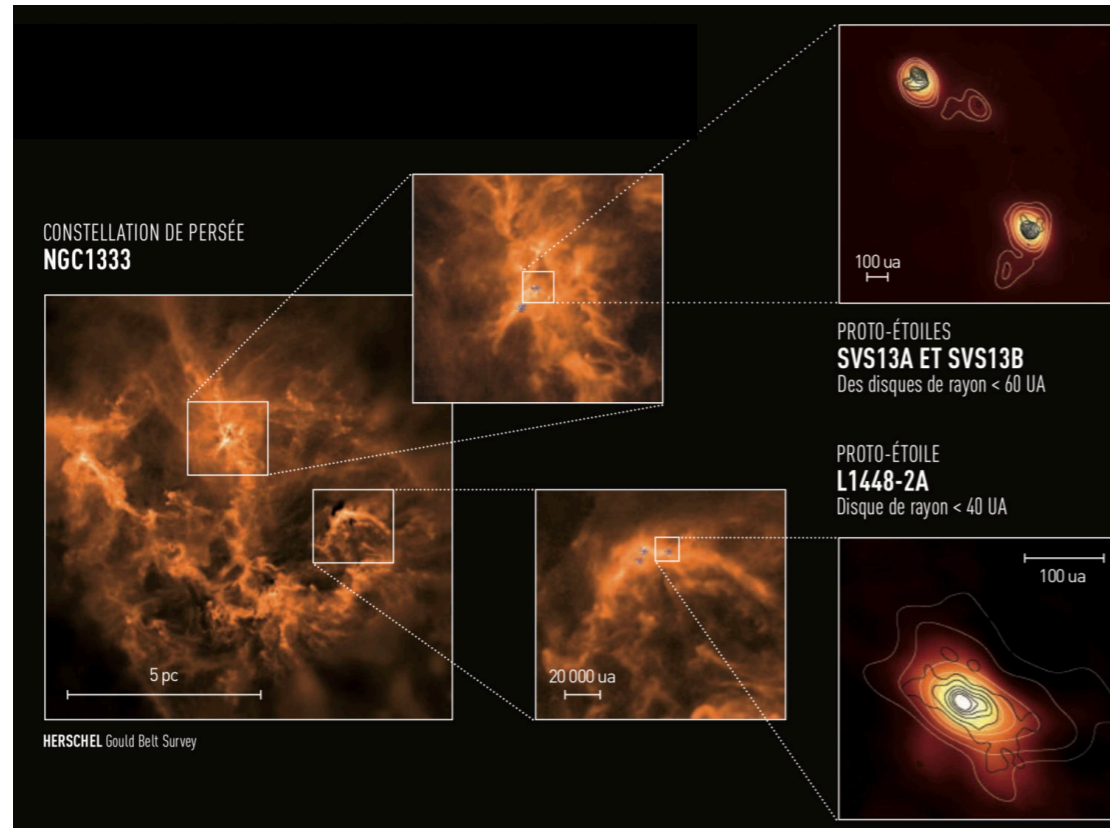 CONSTELLATION DE PERSÉE
NGC1333
5 pc
HERSCHEL Gould Belt Survey
20 000 ua
100 ua
PROTO-ÉTOILES
SVS13A ET SVS13B
Des disques de rayon < 60 UA
PROTO-ÉTOILE
L1448-2A
Disque de rayon < 40 UA
100 ua